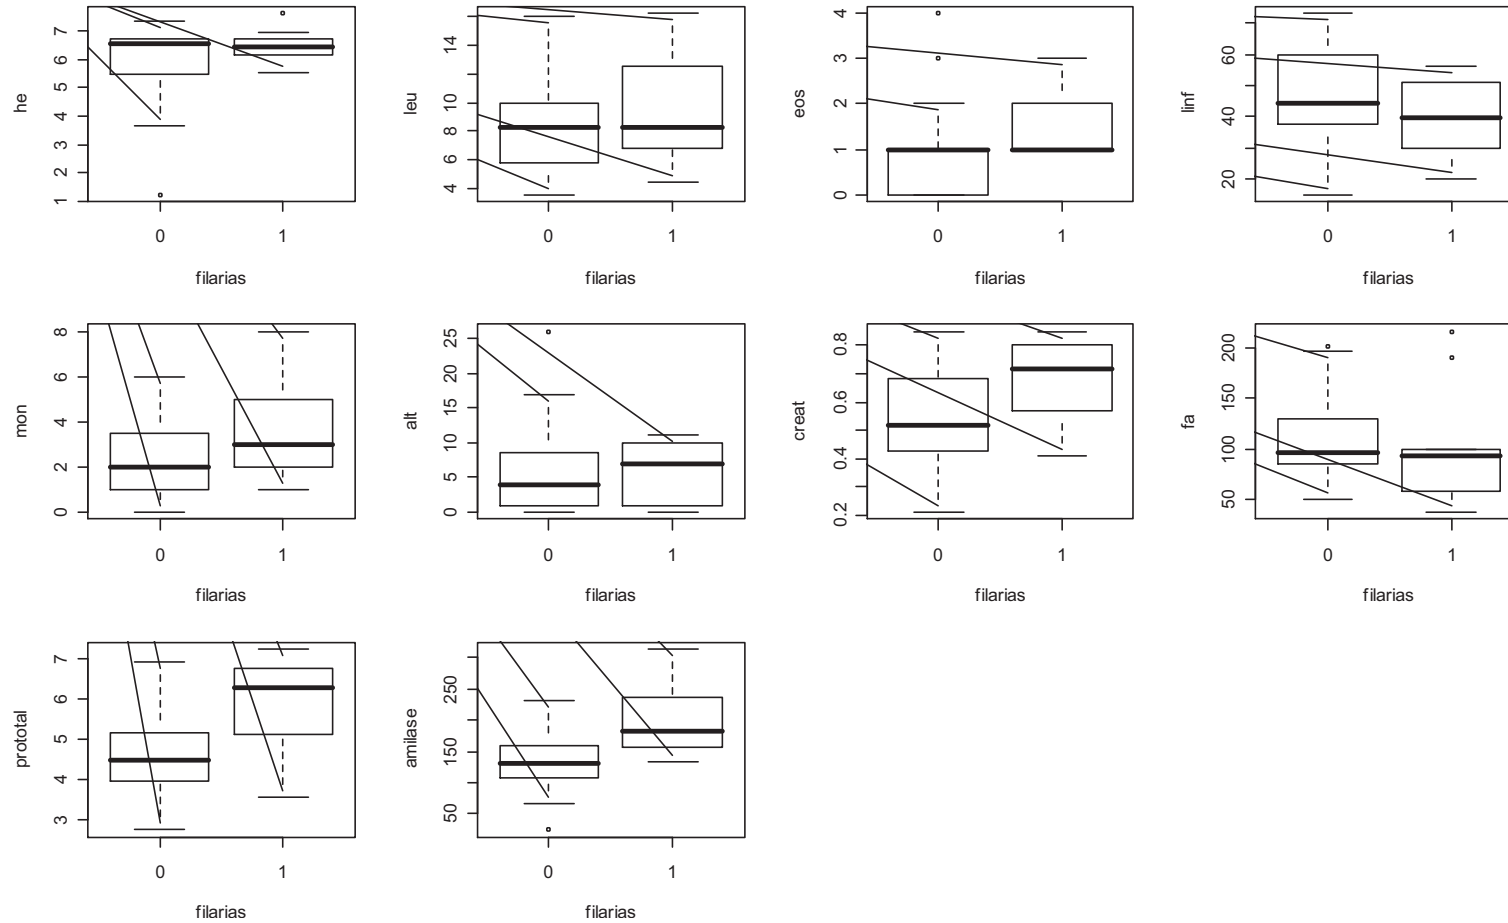 he
1 2 3 4 5 6 7
0 1
filarias
leu
4 6 8 10 14
0 1
filarias
eos
0 1 2 3 4
0 1
filarias
linf
20 40 60
0 1
filarias
mon
0 2 4 6 8
0 1
filarias
alt
0 5 10 15 20 25
0 1
filarias
creat
0.2 0.4 0.6 0.8
0 1
filarias
fa
50 100 150 200
0 1
filarias
prototal
3 4 5 6 7
0 1
filarias
amilase
50 150 250
0 1
filarias